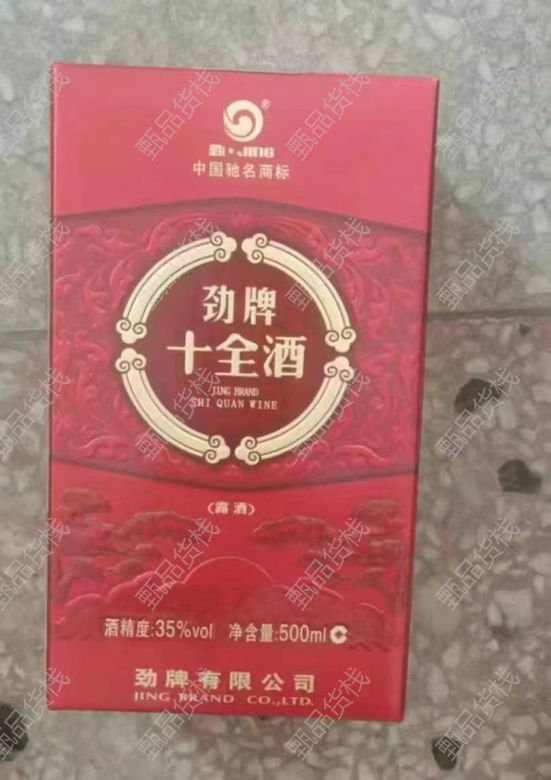 ®
劲·JING
中国驰名商标
劲牌
十全酒
JING BRAND
SHI QUAN WINE
(露酒)
酒精度:35%vol 净含量:500ml
劲牌有限公司
JING BRAND CO.,LTD.
甄品货栈